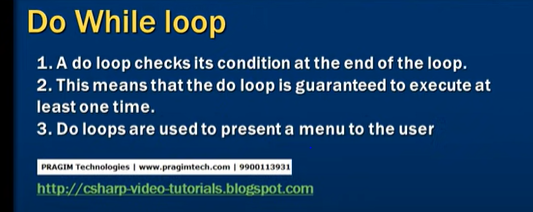 Do While loop
1. A do loop checks its condition at the end of the loop.
2. This means that the do loop is guaranteed to execute at
least one time.
3. Do loops are used to present a menu to the user
PRAGIM Technologies | www.pragimtech.com | 9900113931
http://csharp-video-tutorials.blogspot.com